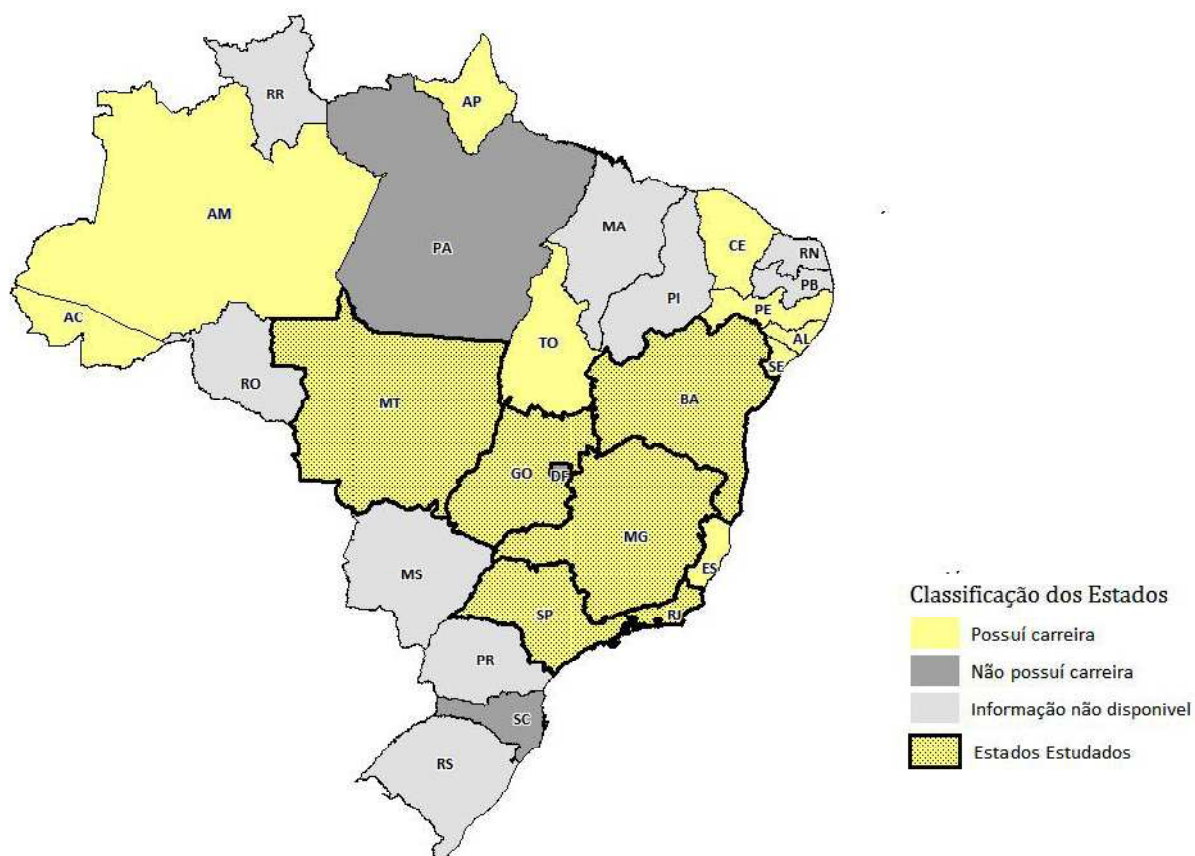 RR
AP
AM
PA
MA
CE
RN
PB
PI
PE
AC
TO
AL
SE
RO
MT
BA
GO
DF
MG
MS
ES
SP
RJ
PR
SC
RS
Classificação dos Estados
Possuí carreira
Não possuí carreira
Informação não disponivel
Estados Estudados